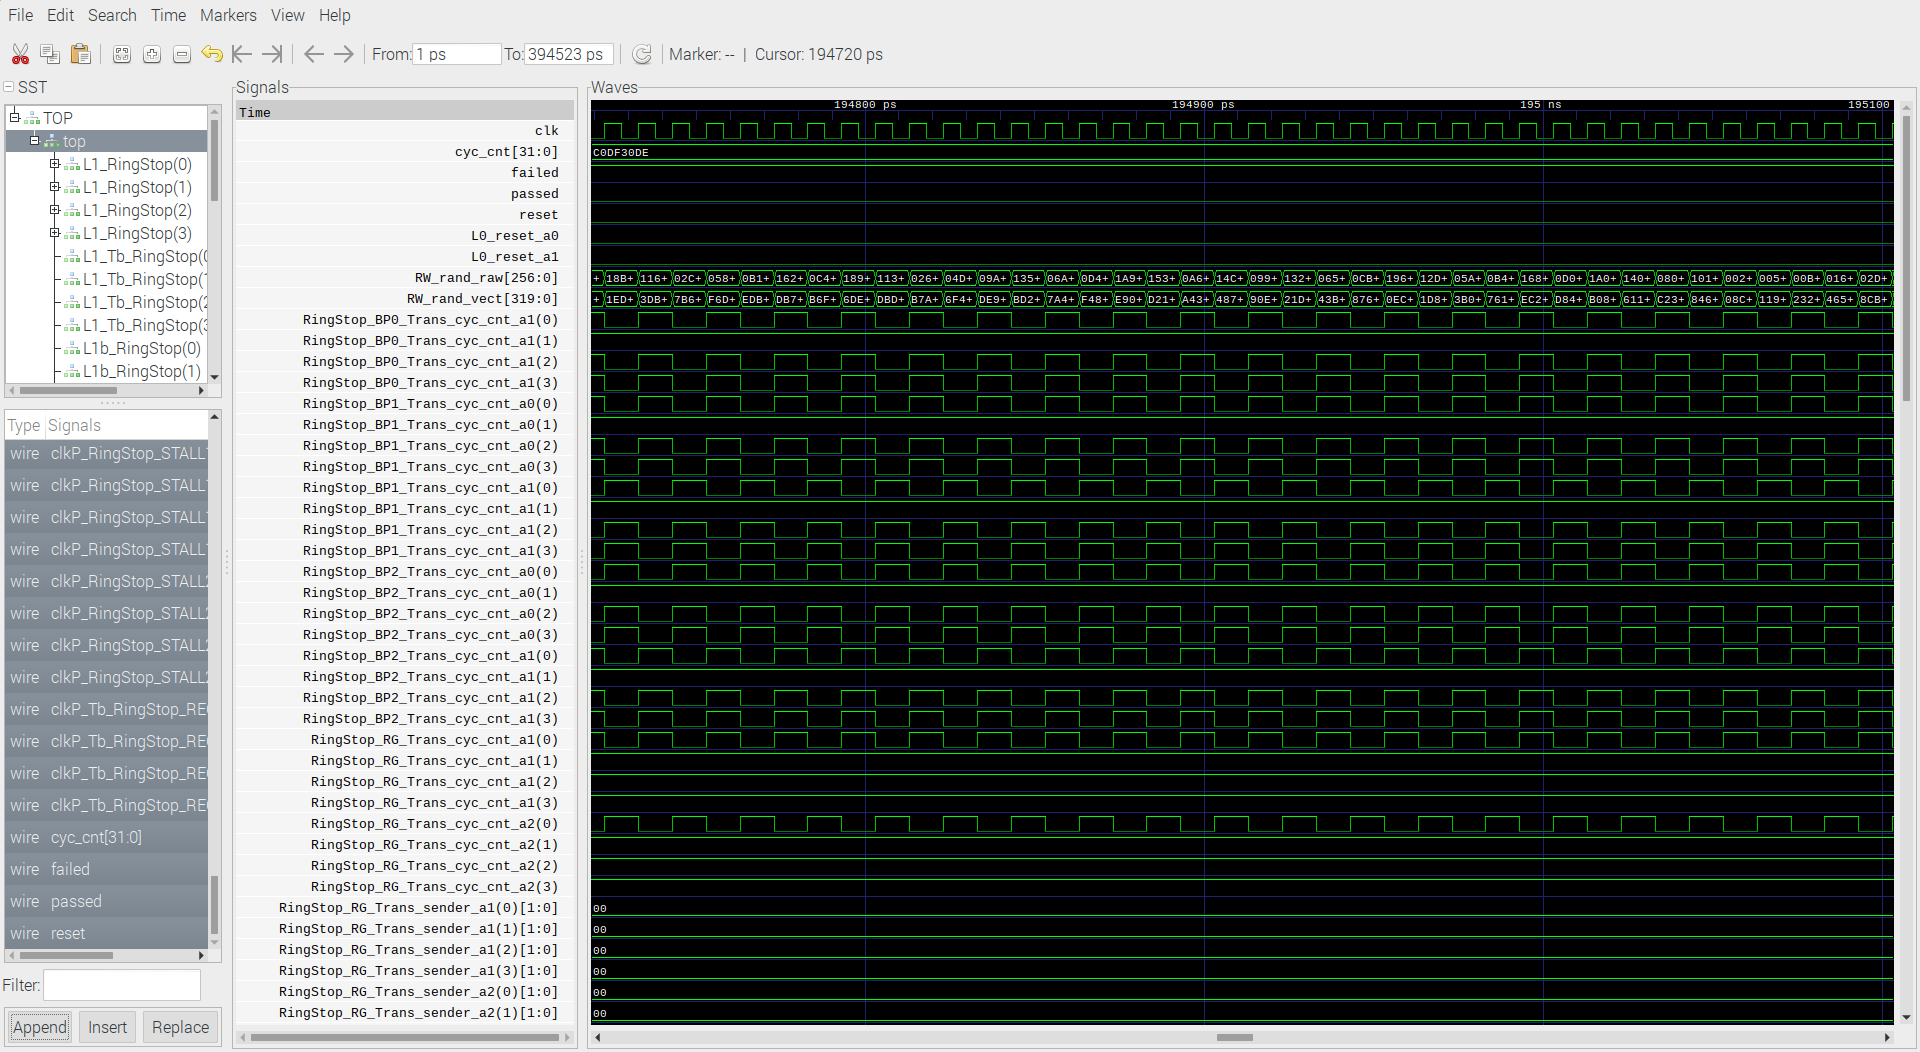 File Edit Search Time Markers View Help
From: 1 ps To: 394523 ps Marker: -- | Cursor: 194720 ps
SST
TOP
top
L1_RingStop(0)
L1_RingStop(1)
L1_RingStop(2)
L1_RingStop(3)
L1_Tb_RingStop(0
L1_Tb_RingStop(1
L1_Tb_RingStop(2
L1_Tb_RingStop(3
L1b_RingStop(0)
L1b_RingStop(1)
Type Signals
wire clkP_RingStop_STALL1
wire clkP_RingStop_STALL1
wire clkP_RingStop_STALL1
wire clkP_RingStop_STALL1
wire clkP_RingStop_STALL2
wire clkP_RingStop_STALL2
wire clkP_RingStop_STALL2
wire clkP_RingStop_STALL2
wire clkP_Tb_RingStop_RE
wire clkP_Tb_RingStop_RE
wire clkP_Tb_RingStop_RE
wire clkP_Tb_RingStop_RE
wire cyc_cnt[31:0]
wire failed
wire passed
wire reset
Filter:
Append Insert Replace
Signals
Time
clk
cyc_cnt[31:0]
failed
passed
reset
L0_reset_a0
L0_reset_a1
RW_rand_raw[256:0]
RW_rand_vect[319:0]
RingStop_BP0_Trans_cyc_cnt_a1(0)
RingStop_BP0_Trans_cyc_cnt_a1(1)
RingStop_BP0_Trans_cyc_cnt_a1(2)
RingStop_BP0_Trans_cyc_cnt_a1(3)
RingStop_BP1_Trans_cyc_cnt_a0(0)
RingStop_BP1_Trans_cyc_cnt_a0(1)
RingStop_BP1_Trans_cyc_cnt_a0(2)
RingStop_BP1_Trans_cyc_cnt_a0(3)
RingStop_BP1_Trans_cyc_cnt_a1(0)
RingStop_BP1_Trans_cyc_cnt_a1(1)
RingStop_BP1_Trans_cyc_cnt_a1(2)
RingStop_BP1_Trans_cyc_cnt_a1(3)
RingStop_BP2_Trans_cyc_cnt_a0(0)
RingStop_BP2_Trans_cyc_cnt_a0(1)
RingStop_BP2_Trans_cyc_cnt_a0(2)
RingStop_BP2_Trans_cyc_cnt_a0(3)
RingStop_BP2_Trans_cyc_cnt_a1(0)
RingStop_BP2_Trans_cyc_cnt_a1(1)
RingStop_BP2_Trans_cyc_cnt_a1(2)
RingStop_BP2_Trans_cyc_cnt_a1(3)
RingStop_RG_Trans_cyc_cnt_a1(0)
RingStop_RG_Trans_cyc_cnt_a1(1)
RingStop_RG_Trans_cyc_cnt_a1(2)
RingStop_RG_Trans_cyc_cnt_a1(3)
RingStop_RG_Trans_cyc_cnt_a2(0)
RingStop_RG_Trans_cyc_cnt_a2(1)
RingStop_RG_Trans_cyc_cnt_a2(2)
RingStop_RG_Trans_cyc_cnt_a2(3)
RingStop_RG_Trans_sender_a1(0)[1:0]
RingStop_RG_Trans_sender_a1(1)[1:0]
RingStop_RG_Trans_sender_a1(2)[1:0]
RingStop_RG_Trans_sender_a1(3)[1:0]
RingStop_RG_Trans_sender_a2(0)[1:0]
RingStop_RG_Trans_sender_a2(1)[1:0]
Waves
194800 ps 194900 ps 195 ns 195100
C0DF30DE
+ 18B+ 116+ 02C+ 058+ 0B1+ 162+ 0C4+ 189+ 113+ 026+ 04D+ 09A+ 135+ 06A+ 0D4+ 1A9+ 153+ 0A6+ 14C+ 099+ 132+ 065+ 0CB+ 196+ 12D+ 05A+ 0B4+ 168+ 0D0+ 1A0+ 140+ 080+ 101+ 002+ 005+ 00B+ 016+ 02D+
+ 1ED+ 3DB+ 7B6+ F6D+ EDB+ DB7+ B6F+ 6DE+ DBD+ B7A+ 6F4+ DE9+ BD2+ 7A4+ F48+ E90+ D21+ A43+ 487+ 90E+ 21D+ 43B+ 876+ 0EC+ 1D8+ 3B0+ 761+ EC2+ D84+ B08+ 611+ C23+ 846+ 08C+ 119+ 232+ 465+ 8CB+
00
00
00
00
00
00